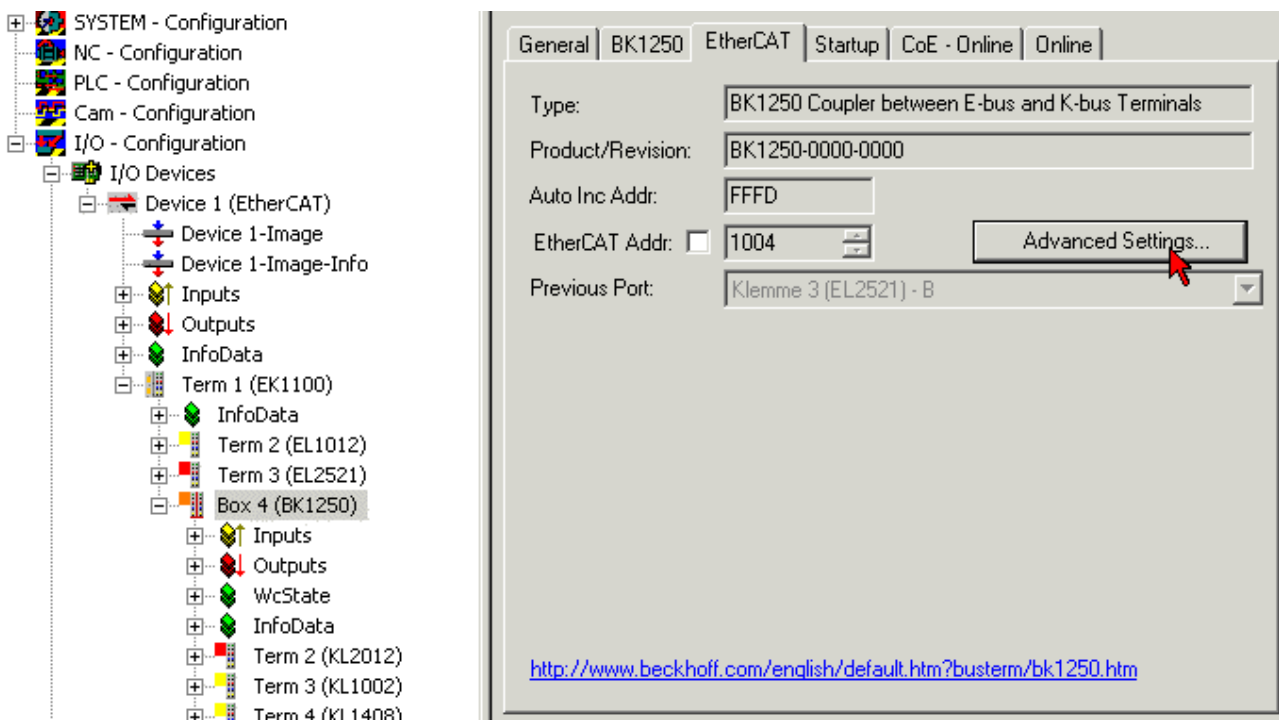 SYSTEM - Configuration
NC - Configuration
PLC - Configuration
Cam - Configuration
I/O - Configuration
I/O Devices
Device 1 (EtherCAT)
Device 1-Image
Device 1-Image-Info
Inputs
Outputs
InfoData
Term 1 (EK1100)
InfoData
Term 2 (EL1012)
Term 3 (EL2521)
Box 4 (BK1250)
Inputs
Outputs
WcState
InfoData
Term 2 (KL2012)
Term 3 (KL1002)
Term 4 (KL1408)
General BK1250 EtherCAT Startup CoE - Online Online
Type: BK1250 Coupler between E-bus and K-bus Terminals
Product/Revision: BK1250-0000-0000
Auto Inc Addr: FFFD
EtherCAT Addr: 1004 Advanced Settings...
Previous Port: Klemme 3 (EL2521) - B
http://www.beckhoff.com/english/default.htm?busterm/bk1250.htm